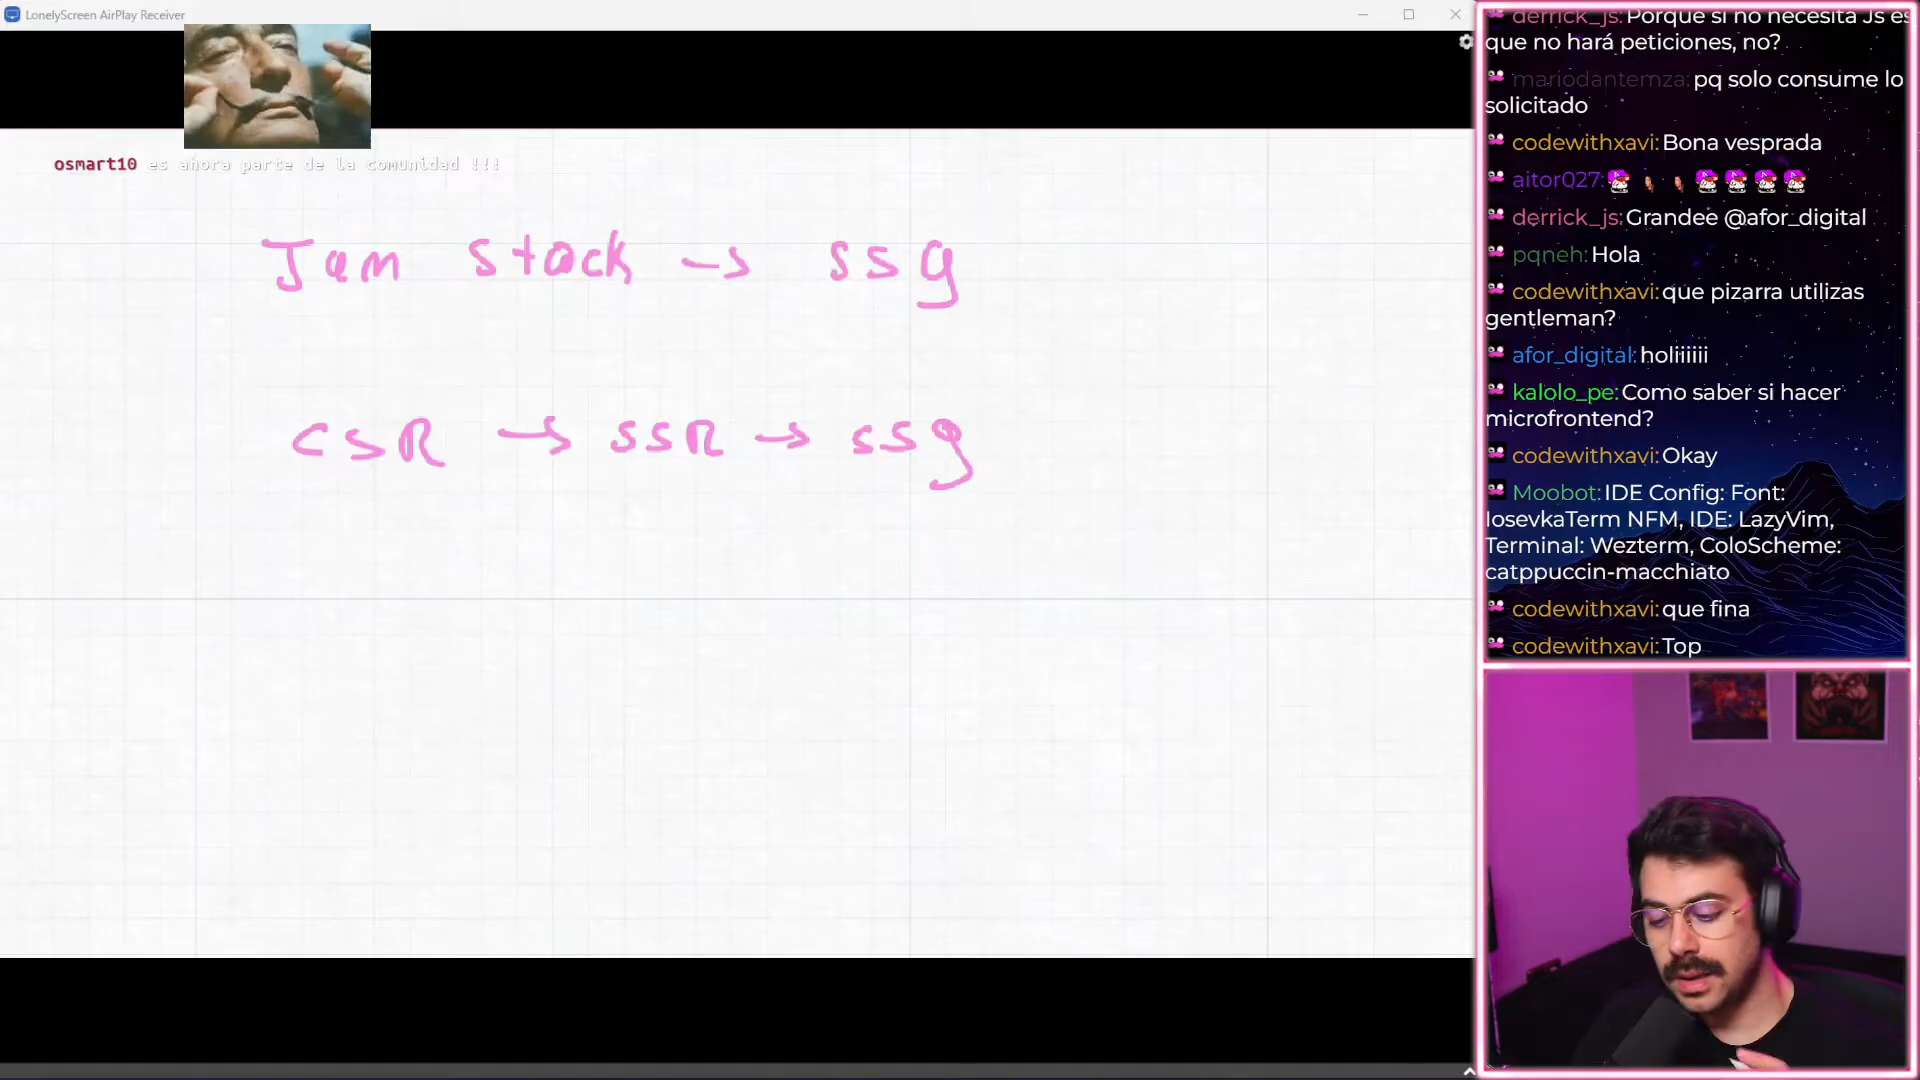 LonelyScreen AirPlay Receiver
osmart10 es ahora parte de la comunidad !!!
Jam stack → ssg
CSR → SSR → ssg
derrick_js: Porque si no necesita Js es
que no hará peticiones, no?
mariodantemza: pq solo consume lo
solicitado
codewithxavi: Bona vesprada
aitor027:
derrick_js: Grandee @afor_digital
pqneh: Hola
codewithxavi: que pizarra utilizas
gentleman?
afor_digital: holiiiiii
kalolo_pe: Como saber si hacer
microfrontend?
codewithxavi: Okay
Moobot: IDE Config: Font:
IosevkaTerm NFM, IDE: LazyVim,
Terminal: Wezterm, ColoScheme:
catppuccin-macchiato
codewithxavi: que fina
codewithxavi: Top